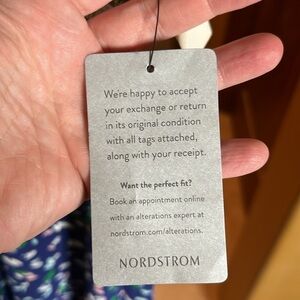 We're happy to accept
your exchange or return
in its original condition
with all tags attached,
along with your receipt.
Want the perfect fit?
Book an appointment online
with an alterations expert at
nordstrom.com/alterations.
NORDSTROM